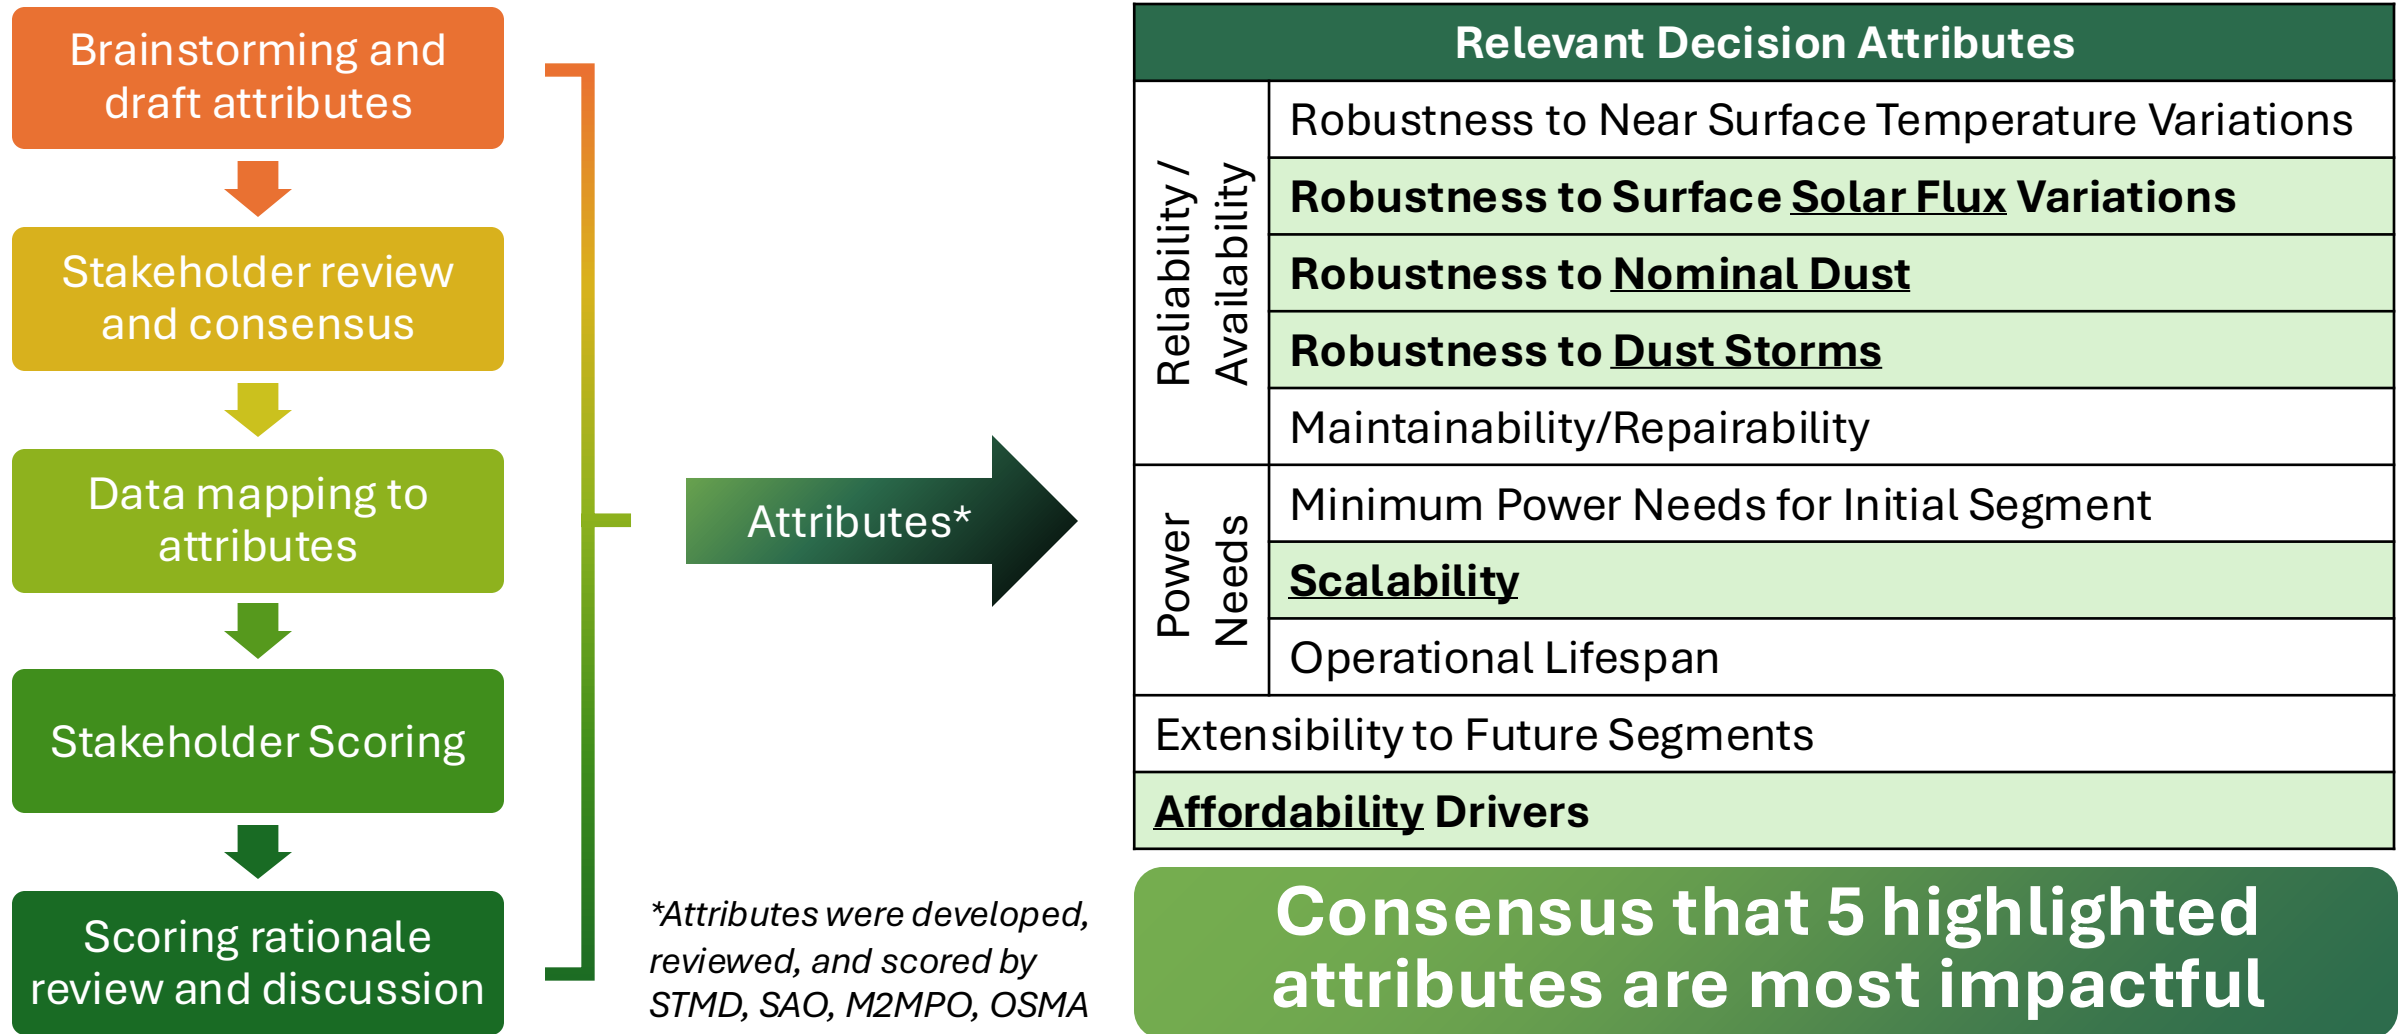 Brainstorming and
draft attributes
Stakeholder review
and consensus
Data mapping to
attributes
Stakeholder Scoring
Scoring rationale
review and discussion
Attributes*
*Attributes were developed,
reviewed, and scored by
STMD, SAO, M2MPO, OSMA
Relevant Decision Attributes
Reliability /
Availability
Robustness to Near Surface Temperature Variations
Robustness to Surface Solar Flux Variations
Robustness to Nominal Dust
Robustness to Dust Storms
Maintainability/Repairability
Power
Needs
Minimum Power Needs for Initial Segment
Scalability
Operational Lifespan
Extensibility to Future Segments
Affordability Drivers
Consensus that 5 highlighted
attributes are most impactful